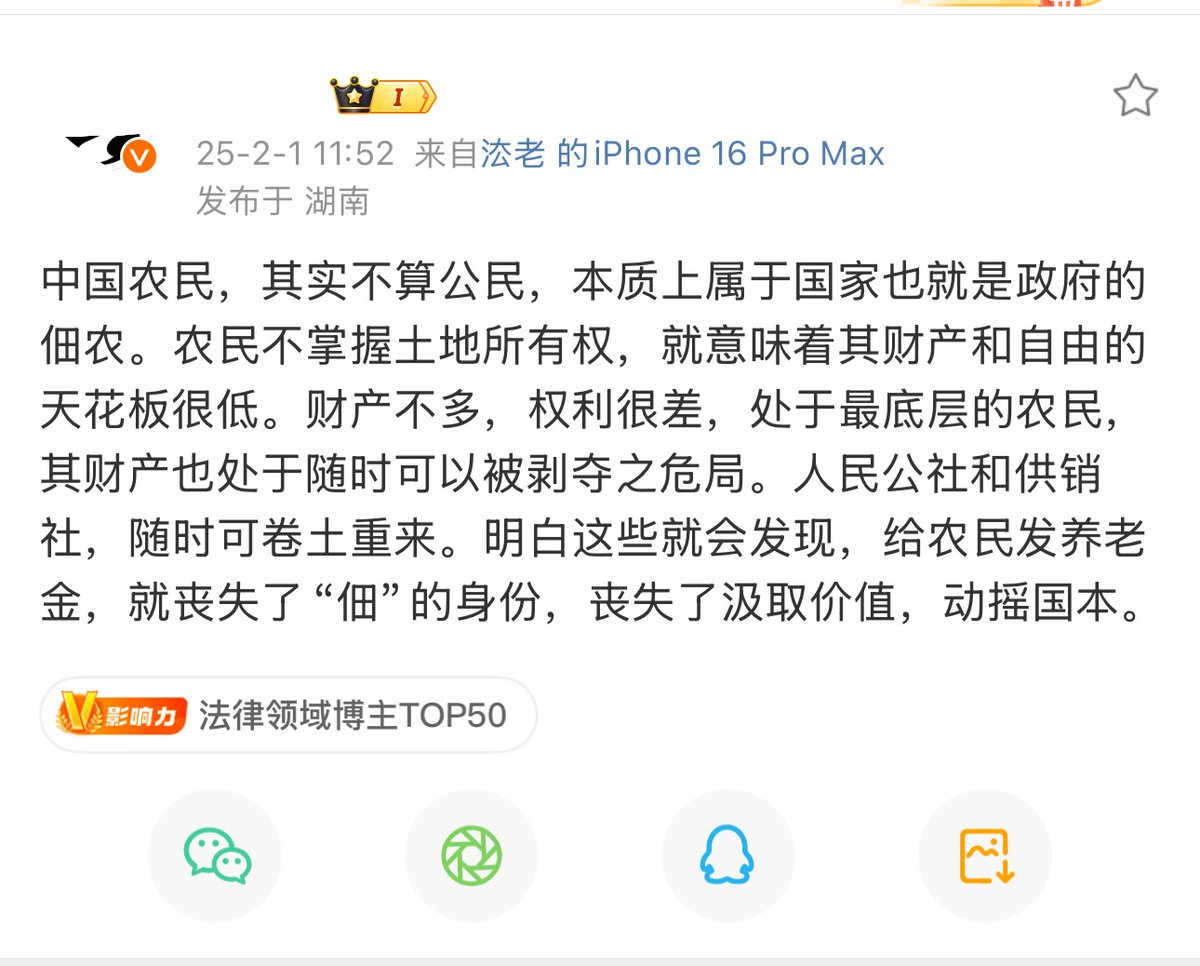 I
25-2-1 11:52 来自浓老 的iPhone 16 Pro Max
发布于 湖南
中国农民，其实不算公民，本质上属于国家也就是政府的
佃农。农民不掌握土地所有权，就意味着其财产和自由的
天花板很低。财产不多，权利很差，处于最底层的农民，
其财产也处于随时可以被剥夺之危局。人民公社和供销
社，随时可卷土重来。明白这些就会发现，给农民发养老
金，就丧失了“佃”的身份，丧失了汲取价值，动摇国本。
V影响力 法律领域博主TOP50